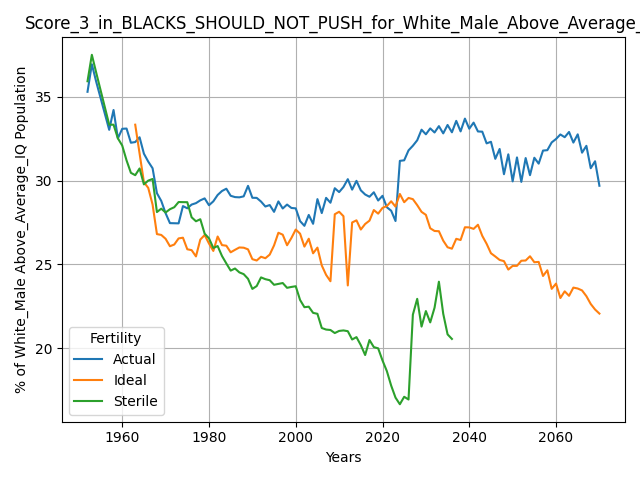 Score_3_in_BLACKS_SHOULD_NOT_PUSH_for_White_Male_Above_Average_
% of White_Male Above_Average_IQ Population
35
30
25
20
Fertility
Actual
Ideal
Sterile
1960 1980 2000 2020 2040 2060
Years